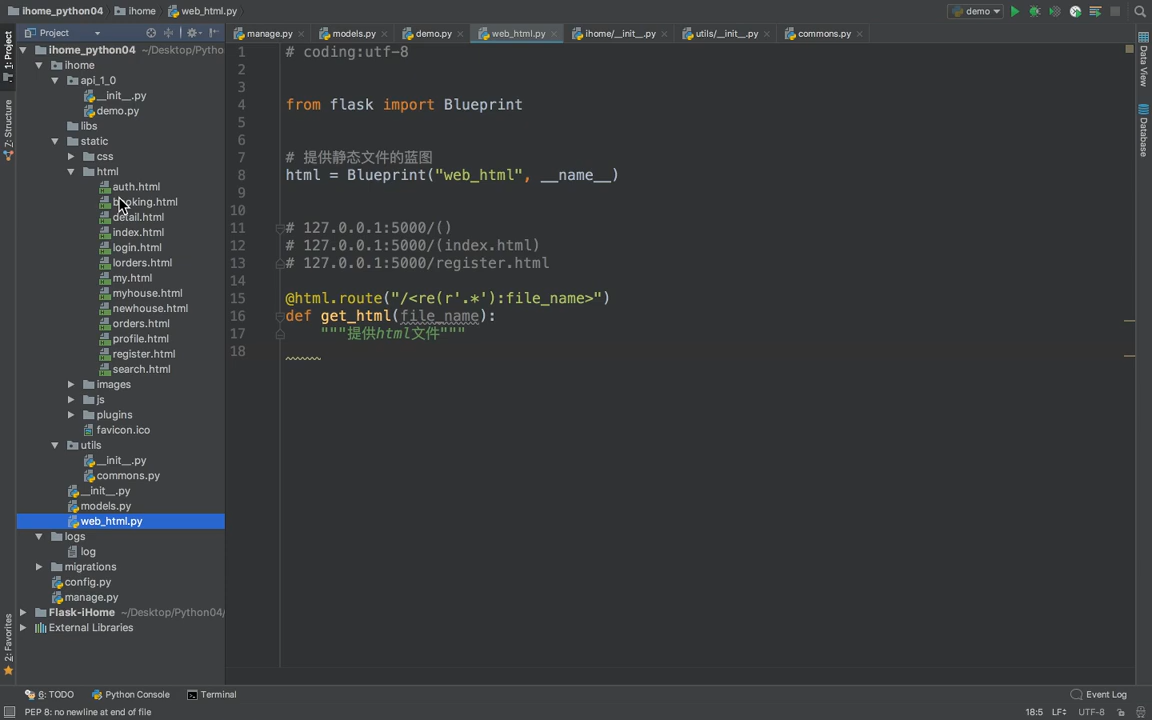 ihome_python04 ihome web_html.py demo
Project manage.py models.py demo.py web_html.py ihome/__init__.py utils/__init__.py commons.py
1: Project
Z: Structure
2: Favorites
ihome_python04 ~/Desktop/Pytho
ihome
api_1_0
__init__.py
demo.py
libs
static
css
html
auth.html
booking.html
detail.html
index.html
login.html
lorders.html
my.html
myhouse.html
newhouse.html
orders.html
profile.html
register.html
search.html
images
js
plugins
favicon.ico
utils
__init__.py
commons.py
__init__.py
models.py
web_html.py
logs
log
migrations
config.py
manage.py
Flask-iHome ~/Desktop/Python04/
External Libraries
1 # coding:utf-8
2
3
4 from flask import Blueprint
5
6
7 # 提供静态文件的蓝图
8 html = Blueprint("web_html", __name__)
9
10
11 # 127.0.0.1:5000/()
12 # 127.0.0.1:5000/(index.html)
13 # 127.0.0.1:5000/register.html
14
15 @html.route("/<re(r'.*'):file_name>")
16 def get_html(file_name):
17 """提供html文件"""
18
Data View
Database
6: TODO Python Console Terminal Event Log
PEP 8: no newline at end of file 18:5 LF UTF-8